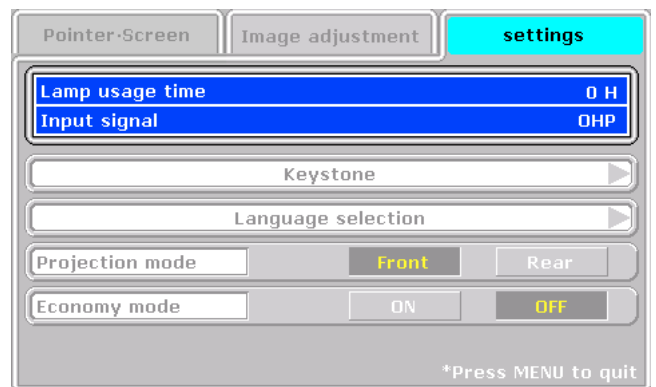 Pointer·Screen Image adjustment settings
Lamp usage time 0 H
Input signal OHP
Keystone
Language selection
Projection mode Front Rear
Economy mode ON OFF
*Press MENU to quit